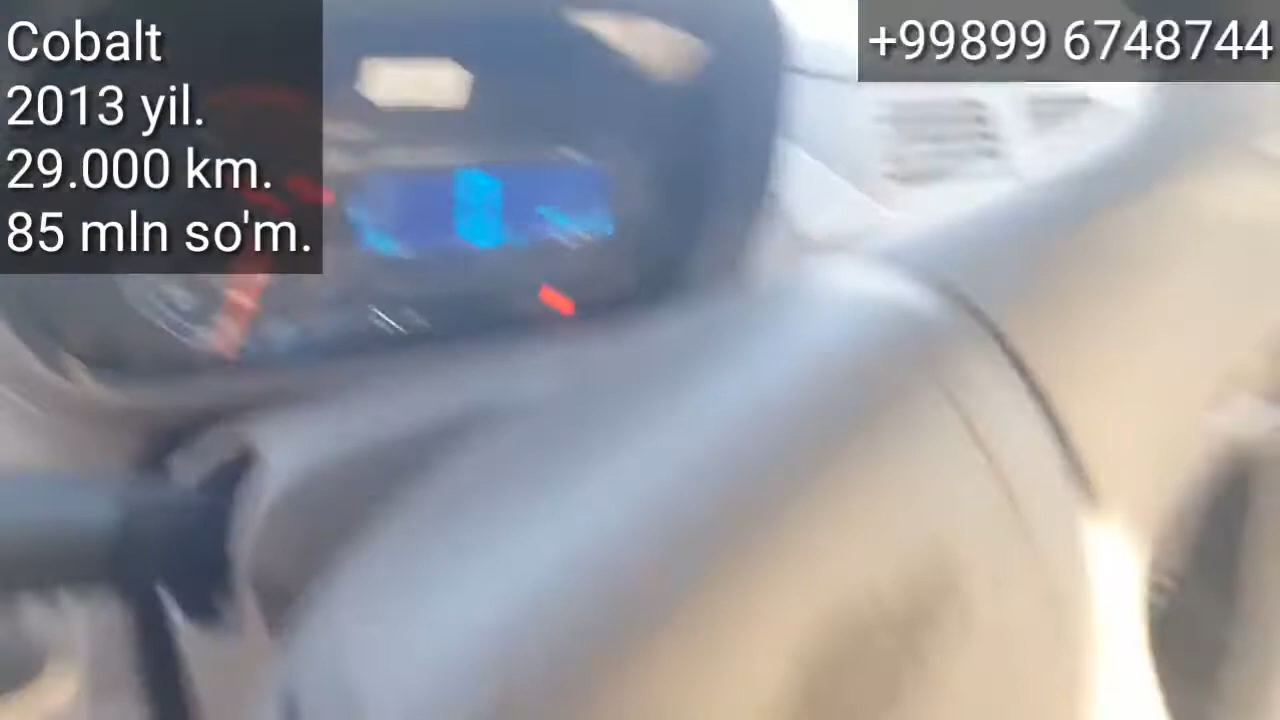 Cobalt
2013 yil.
29.000 km.
85 mln so'm.
+99899 6748744